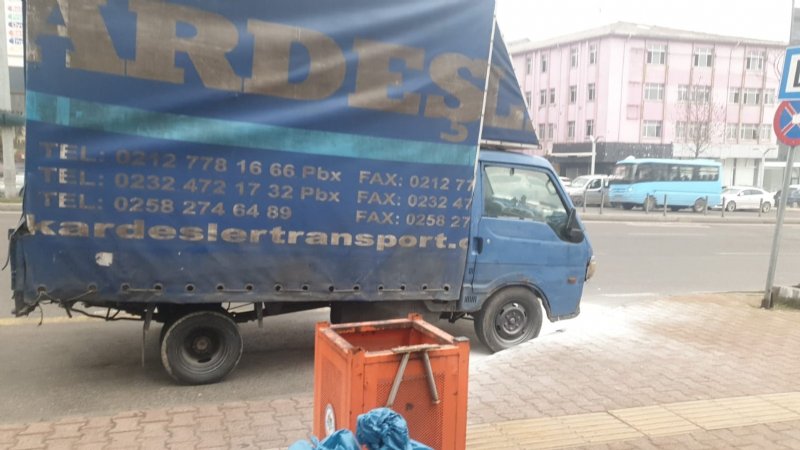 ARDEŞL
TEL: 0212 778 16 66 Pbx FAX: 0212 77
TEL: 0232 472 17 32 Pbx FAX: 0232 47
TEL: 0258 274 64 89 FAX: 0258 27
kardeslertransport.c